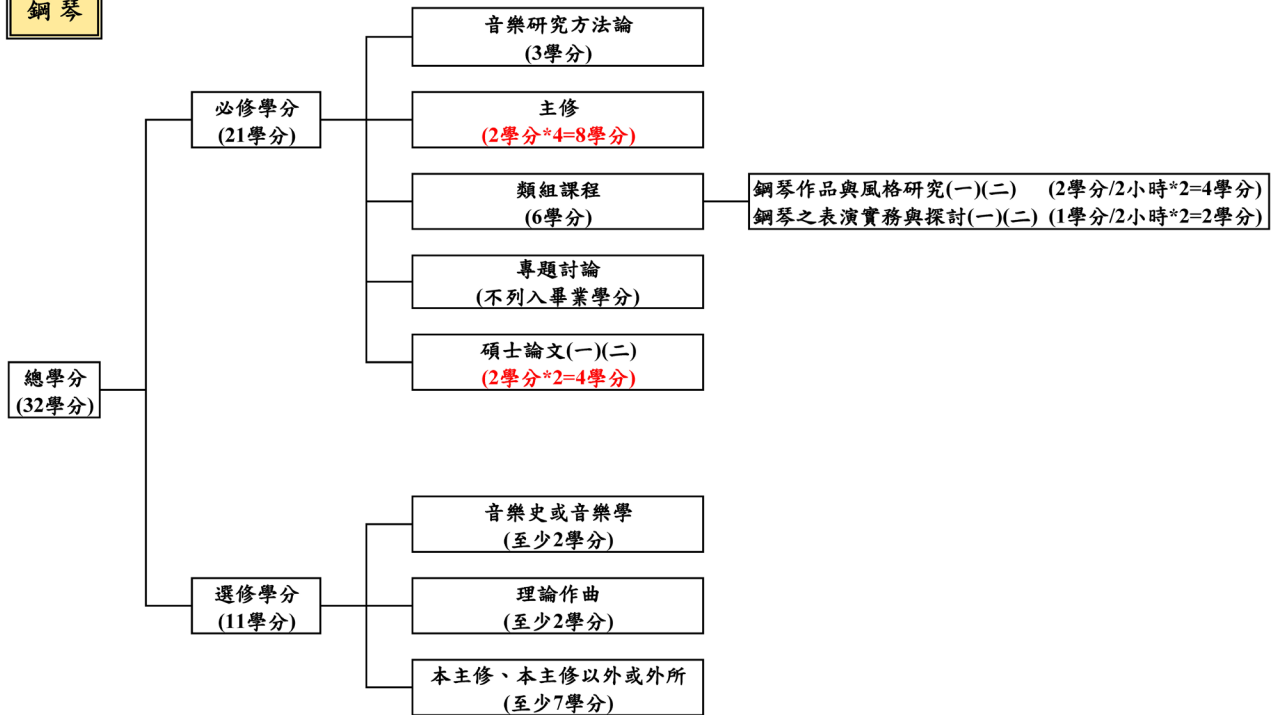 鋼琴
總學分
(32學分)
必修學分
(21學分)
音樂研究方法論
(3學分)
主修
(2學分*4=8學分)
類組課程
(6學分)
鋼琴作品與風格研究(一)(二) (2學分/2小時*2=4學分)
鋼琴之表演實務與探討(一)(二) (1學分/2小時*2=2學分)
專題討論
(不列入畢業學分)
碩士論文(一)(二)
(2學分*2=4學分)
選修學分
(11學分)
音樂史或音樂學
(至少2學分)
理論作曲
(至少2學分)
本主修、本主修以外或外所
(至少7學分)